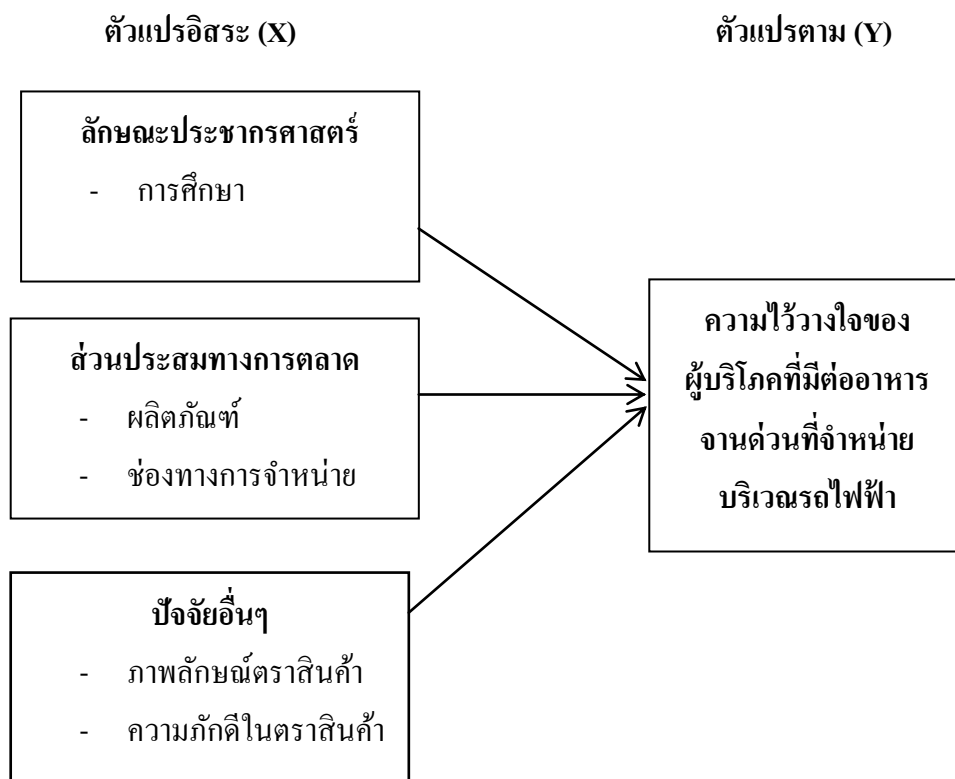 ตัวแปรอิสระ (X)
ตัวแปรตาม (Y)
ลักษณะประชากรศาสตร์
- การศึกษา
ส่วนประสมทางการตลาด
- ผลิตภัณฑ์
- ช่องทางการจำหน่าย
ปัจจัยอื่นๆ
- ภาพลักษณ์ตราสินค้า
- ความภักดีในตราสินค้า
ความไว้วางใจของ
ผู้บริโภคที่มีต่ออาหาร
จานด่วนที่จำหน่าย
บริเวณรถไฟฟ้า